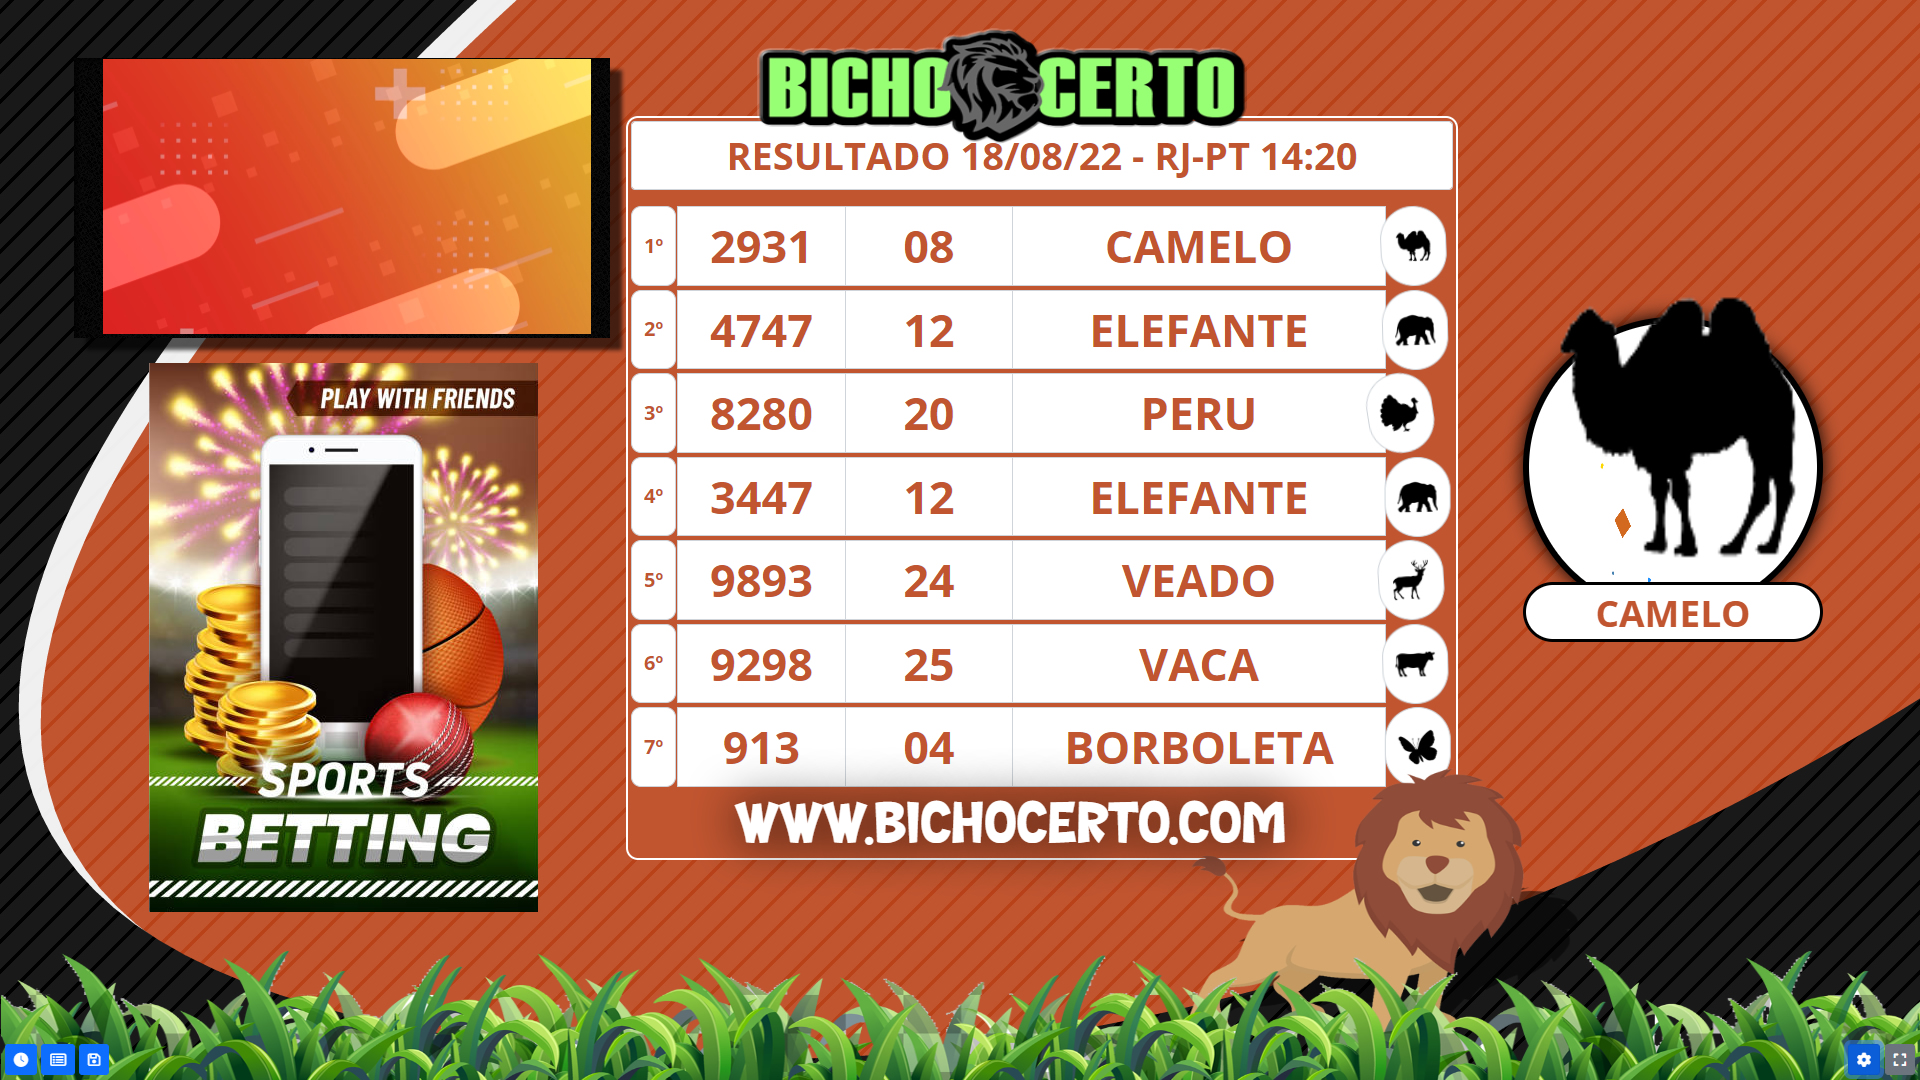 BICHO CERTO
RESULTADO 18/08/22 - RJ-PT 14:20
1º 2931 08 CAMELO
2º 4747 12 ELEFANTE
3º 8280 20 PERU
4º 3447 12 ELEFANTE
5º 9893 24 VEADO
6º 9298 25 VACA
7º 913 04 BORBOLETA
WWW.BICHOCERTO.COM
PLAY WITH FRIENDS
SPORTS
BETTING
CAMELO